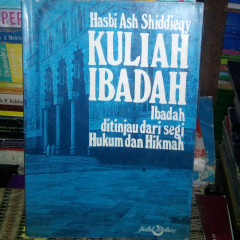 Hasbi Ash Shiddieqy
KULIAH
IBADAH
Ibadah
ditinjau dari segi
Hukum dan Hikmah